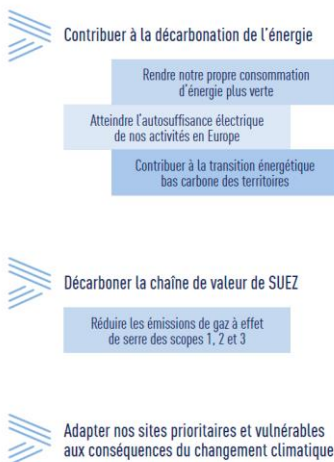 Contribuer à la décarbonation de l'énergie
Rendre notre propre consommation
d'énergie plus verte
Atteindre l'autosuffisance électrique
de nos activités en Europe
Contribuer à la transition énergétique
bas carbone des territoires
Décarboner la chaîne de valeur de SUEZ
Réduire les émissions de gaz à effet
de serre des scopes 1, 2 et 3
Adapter nos sites prioritaires et vulnérables
aux conséquences du changement climatique